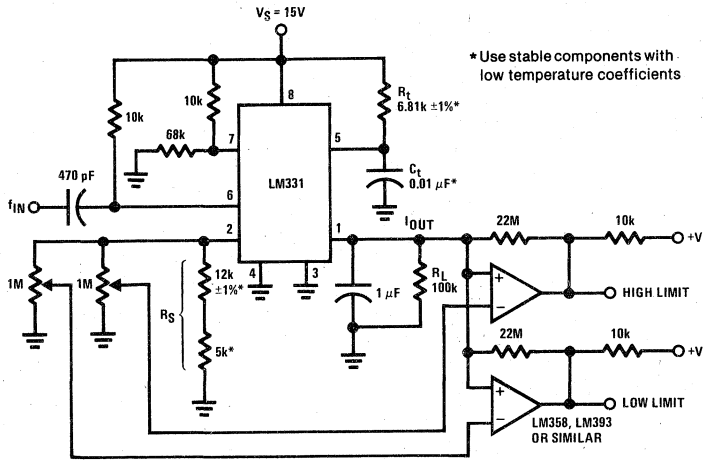 V_S = 15V
*Use stable components with
low temperature coefficients
8
R_t
6.81k ±1%*
10k
10k
7
5
68k
C_t
0.01 μF*
470 pF
LM331
f_IN
6
2
1
I_OUT
22M
10k
+V
4
3
1M
1M
12k
±1%*
R_S
5k*
1 μF
R_L
100k
+
−
HIGH LIMIT
22M
10k
+V
+
−
LOW LIMIT
LM358, LM393
OR SIMILAR